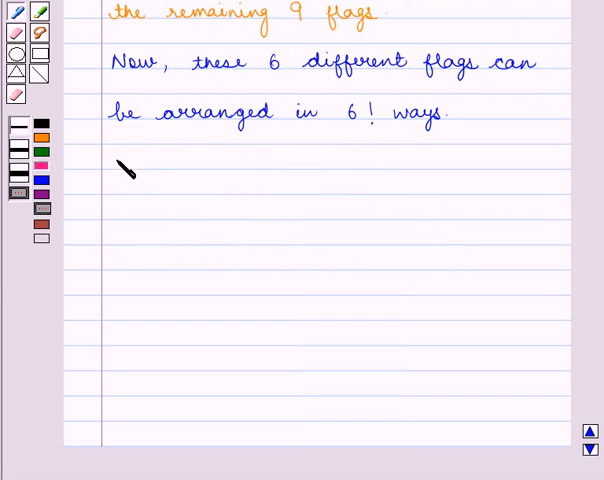 the remaining 9 flags.
Now, these 6 different flags can
be arranged in 6! ways.